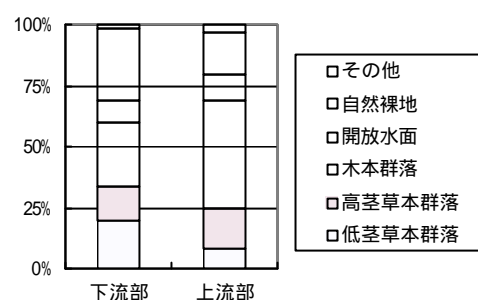 100%
75%
50%
25%
0%
下流部
上流部
□その他
□自然裸地
□開放水面
□木本群落
□高茎草本群落
□低茎草本群落